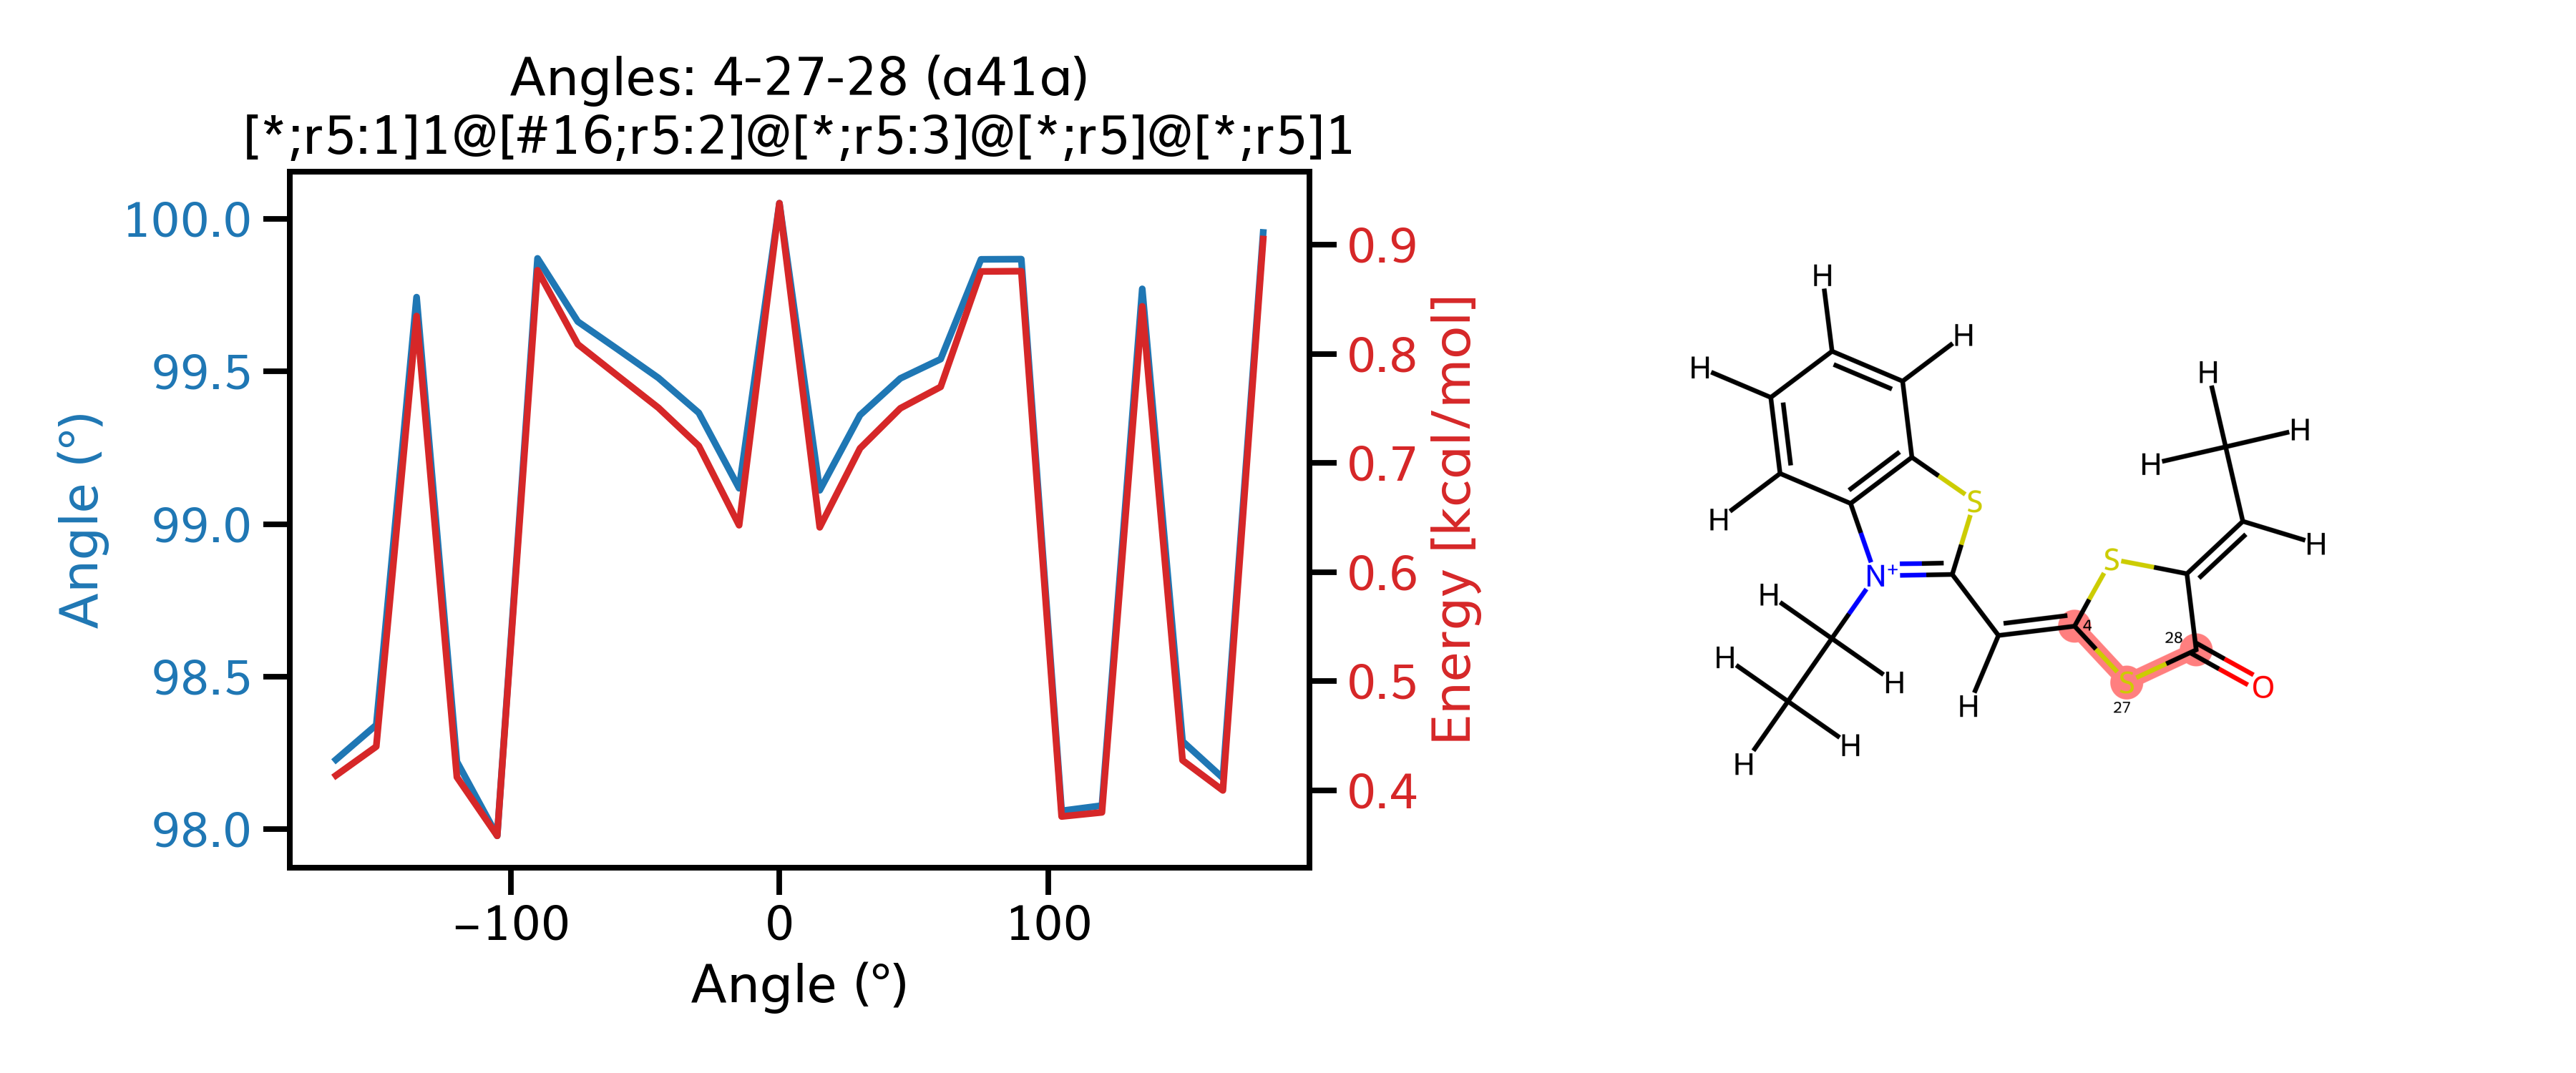 Angles: 4-27-28 (a41a)
[*;r5:1]1@[#16;r5:2]@[*;r5:3]@[*;r5]@[*;r5]1
100.0
99.5
99.0
98.5
98.0
Angle (°)
0.9
0.8
0.7
0.6
0.5
0.4
Energy [kcal/mol]
−100
0
100
Angle (°)
H
H
H
H
H
H
S
H
H
S
N⁺
H
4
28
H
H
S
O
27
H
H
H